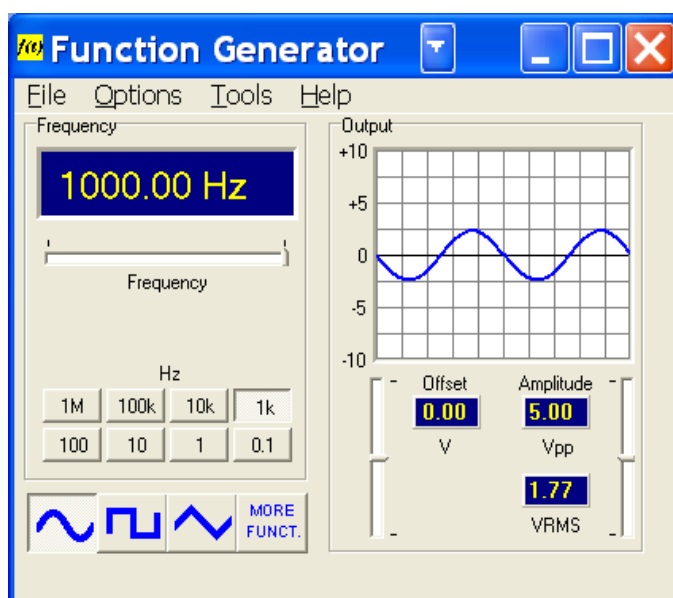 f(t) Function Generator
File Options Tools Help
Frequency
1000.00 Hz
Frequency
Hz
1M 100k 10k 1k
100 10 1 0.1
MORE
FUNCT.
Output
+10
+5
0
-5
-10
Offset Amplitude
0.00 5.00
V Vpp
1.77
VRMS